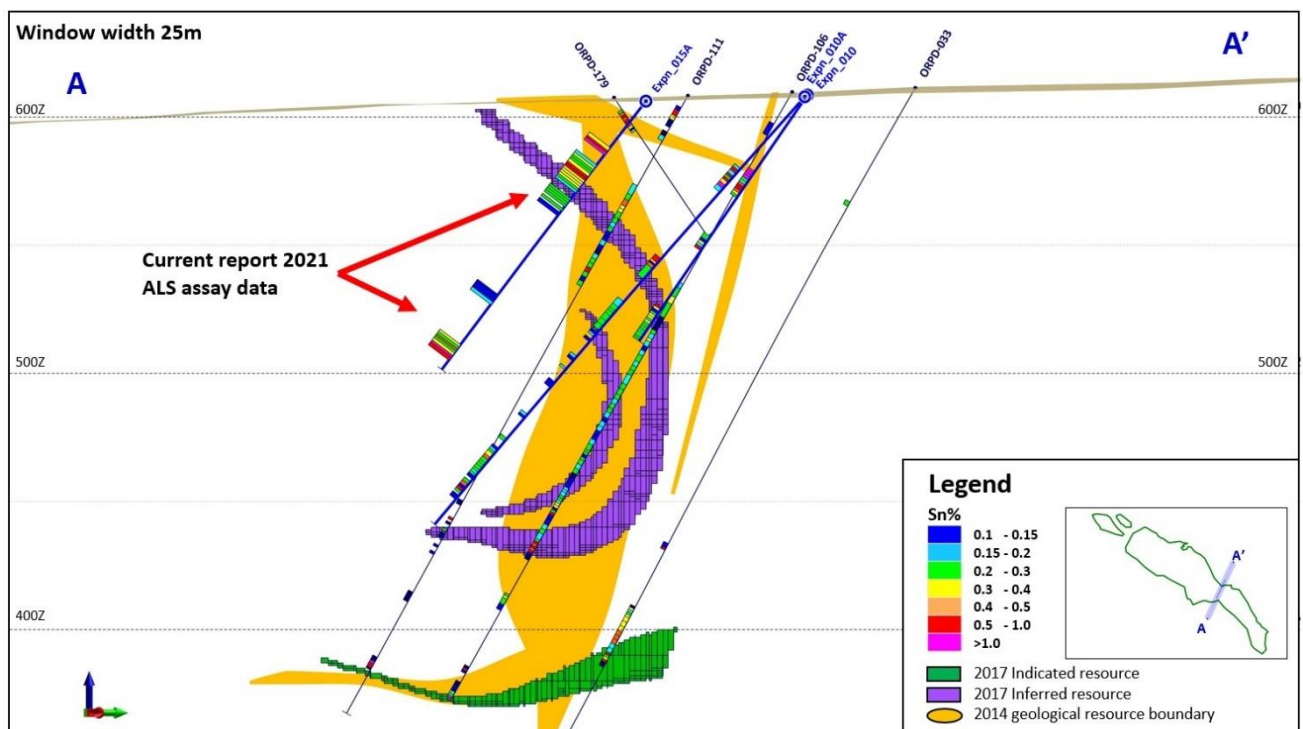 Window width 25m
A
A'
ORPD-179
Expn_015A
ORPD-111
ORPD-106
Expn_010A
Expn_010
ORPD-033
600Z
600Z
Current report 2021
ALS assay data
500Z
500Z
400Z
Legend
Sn%
0.1 - 0.15
0.15 - 0.2
0.2 - 0.3
0.3 - 0.4
0.4 - 0.5
0.5 - 1.0
>1.0
2017 Indicated resource
2017 Inferred resource
2014 geological resource boundary
A'
A